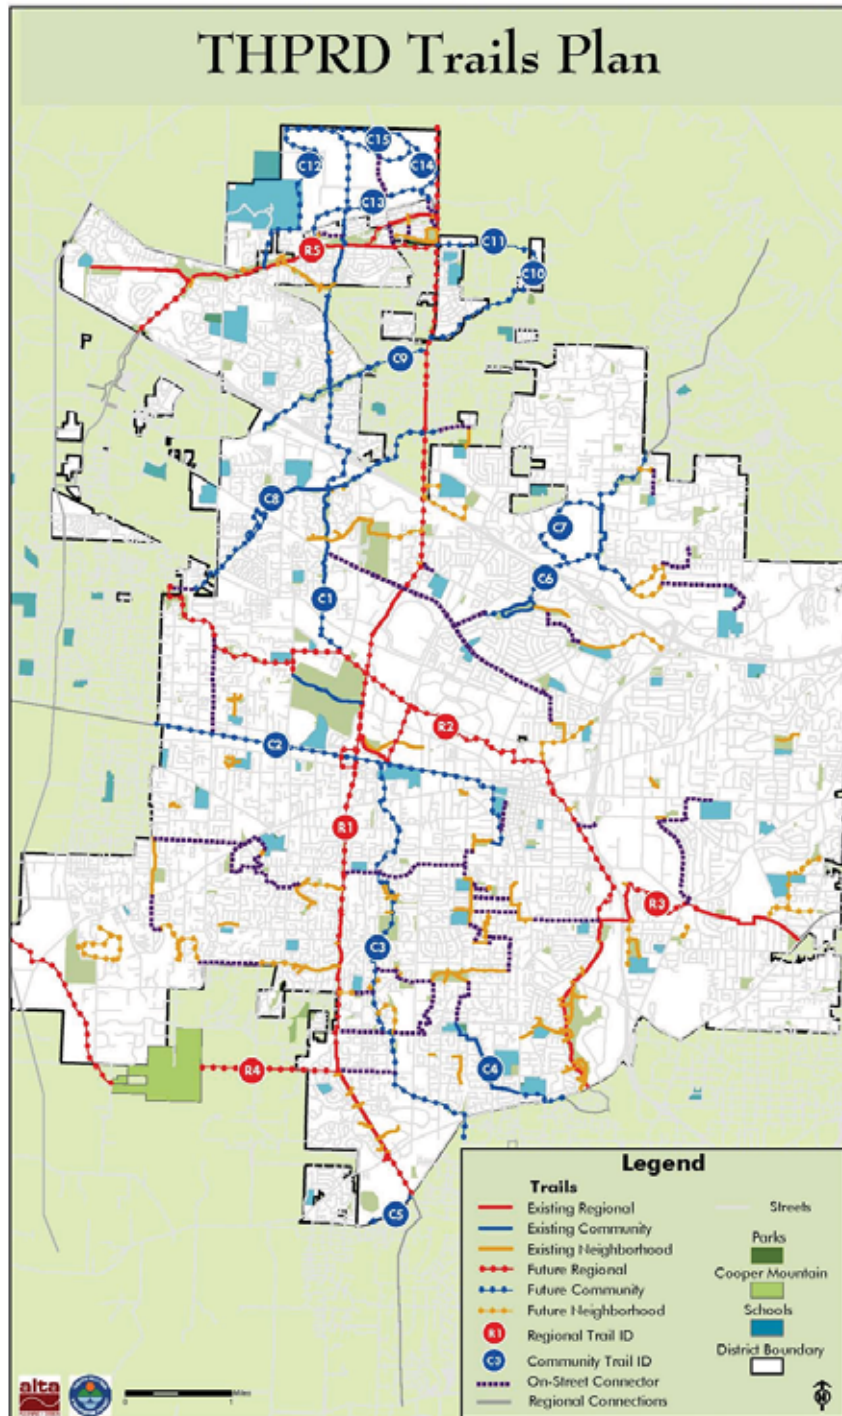 THPRD Trails Plan
C15
C12
C14
C13
R5
C11
C10
P
C9
C8
C7
C6
C1
R2
C2
R1
R3
C3
R4
C4
C5
Legend
Trails
Existing Regional
Existing Community
Existing Neighborhood
Future Regional
Future Community
Future Neighborhood
R1 Regional Trail ID
C3 Community Trail ID
On-Street Connector
Regional Connections
Streets
Parks
Cooper Mountain
Schools
District Boundary
alta
Miles
1